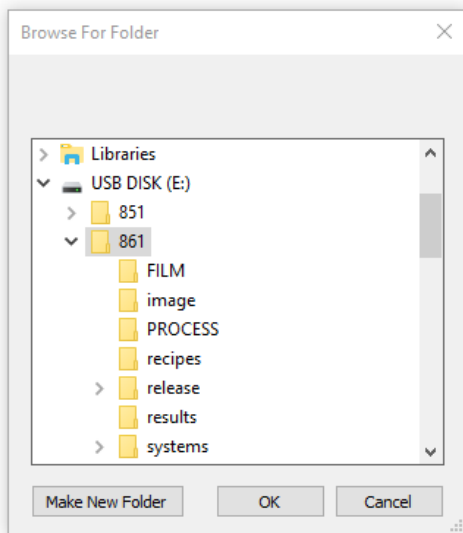 Browse For Folder
Libraries
USB DISK (E:)
851
861
FILM
image
PROCESS
recipes
release
results
systems
Make New Folder
OK
Cancel